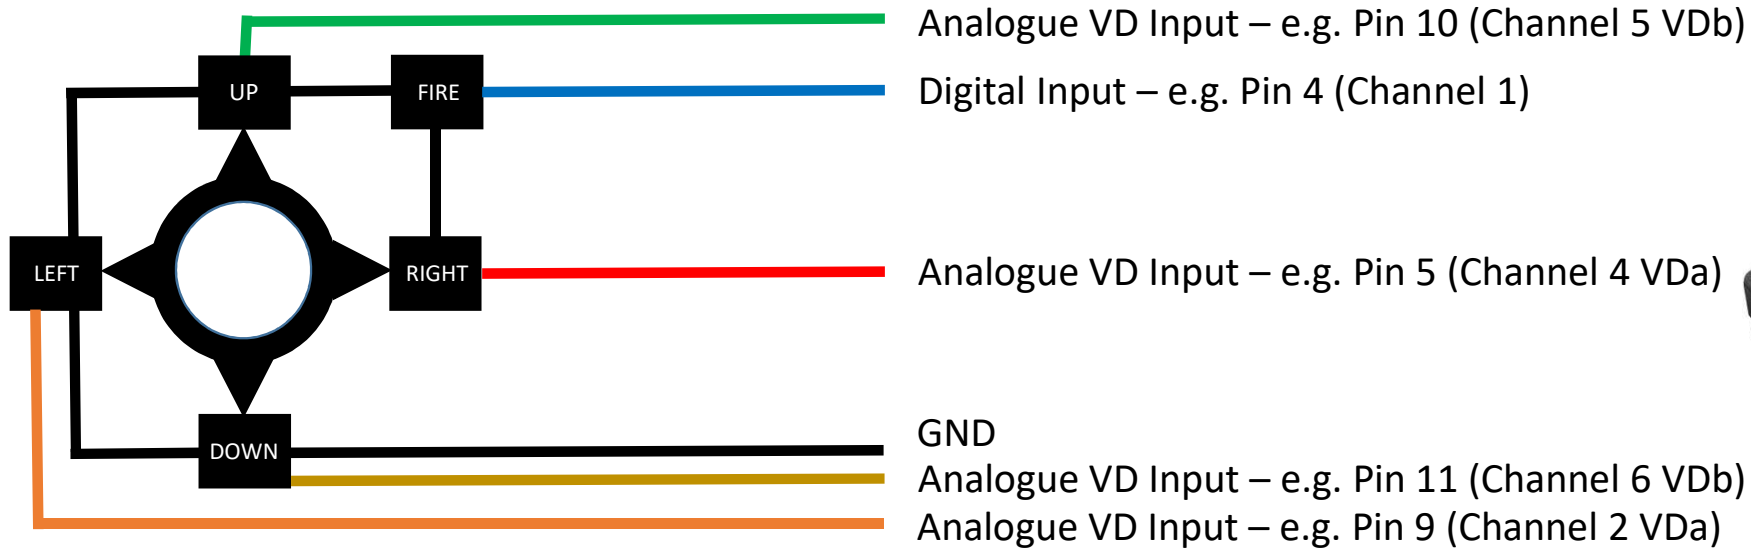 Analogue VD Input – e.g. Pin 10 (Channel 5 VDb)
UP
FIRE
Digital Input – e.g. Pin 4 (Channel 1)
LEFT
RIGHT
Analogue VD Input – e.g. Pin 5 (Channel 4 VDa)
GND
DOWN
Analogue VD Input – e.g. Pin 11 (Channel 6 VDb)
Analogue VD Input – e.g. Pin 9 (Channel 2 VDa)